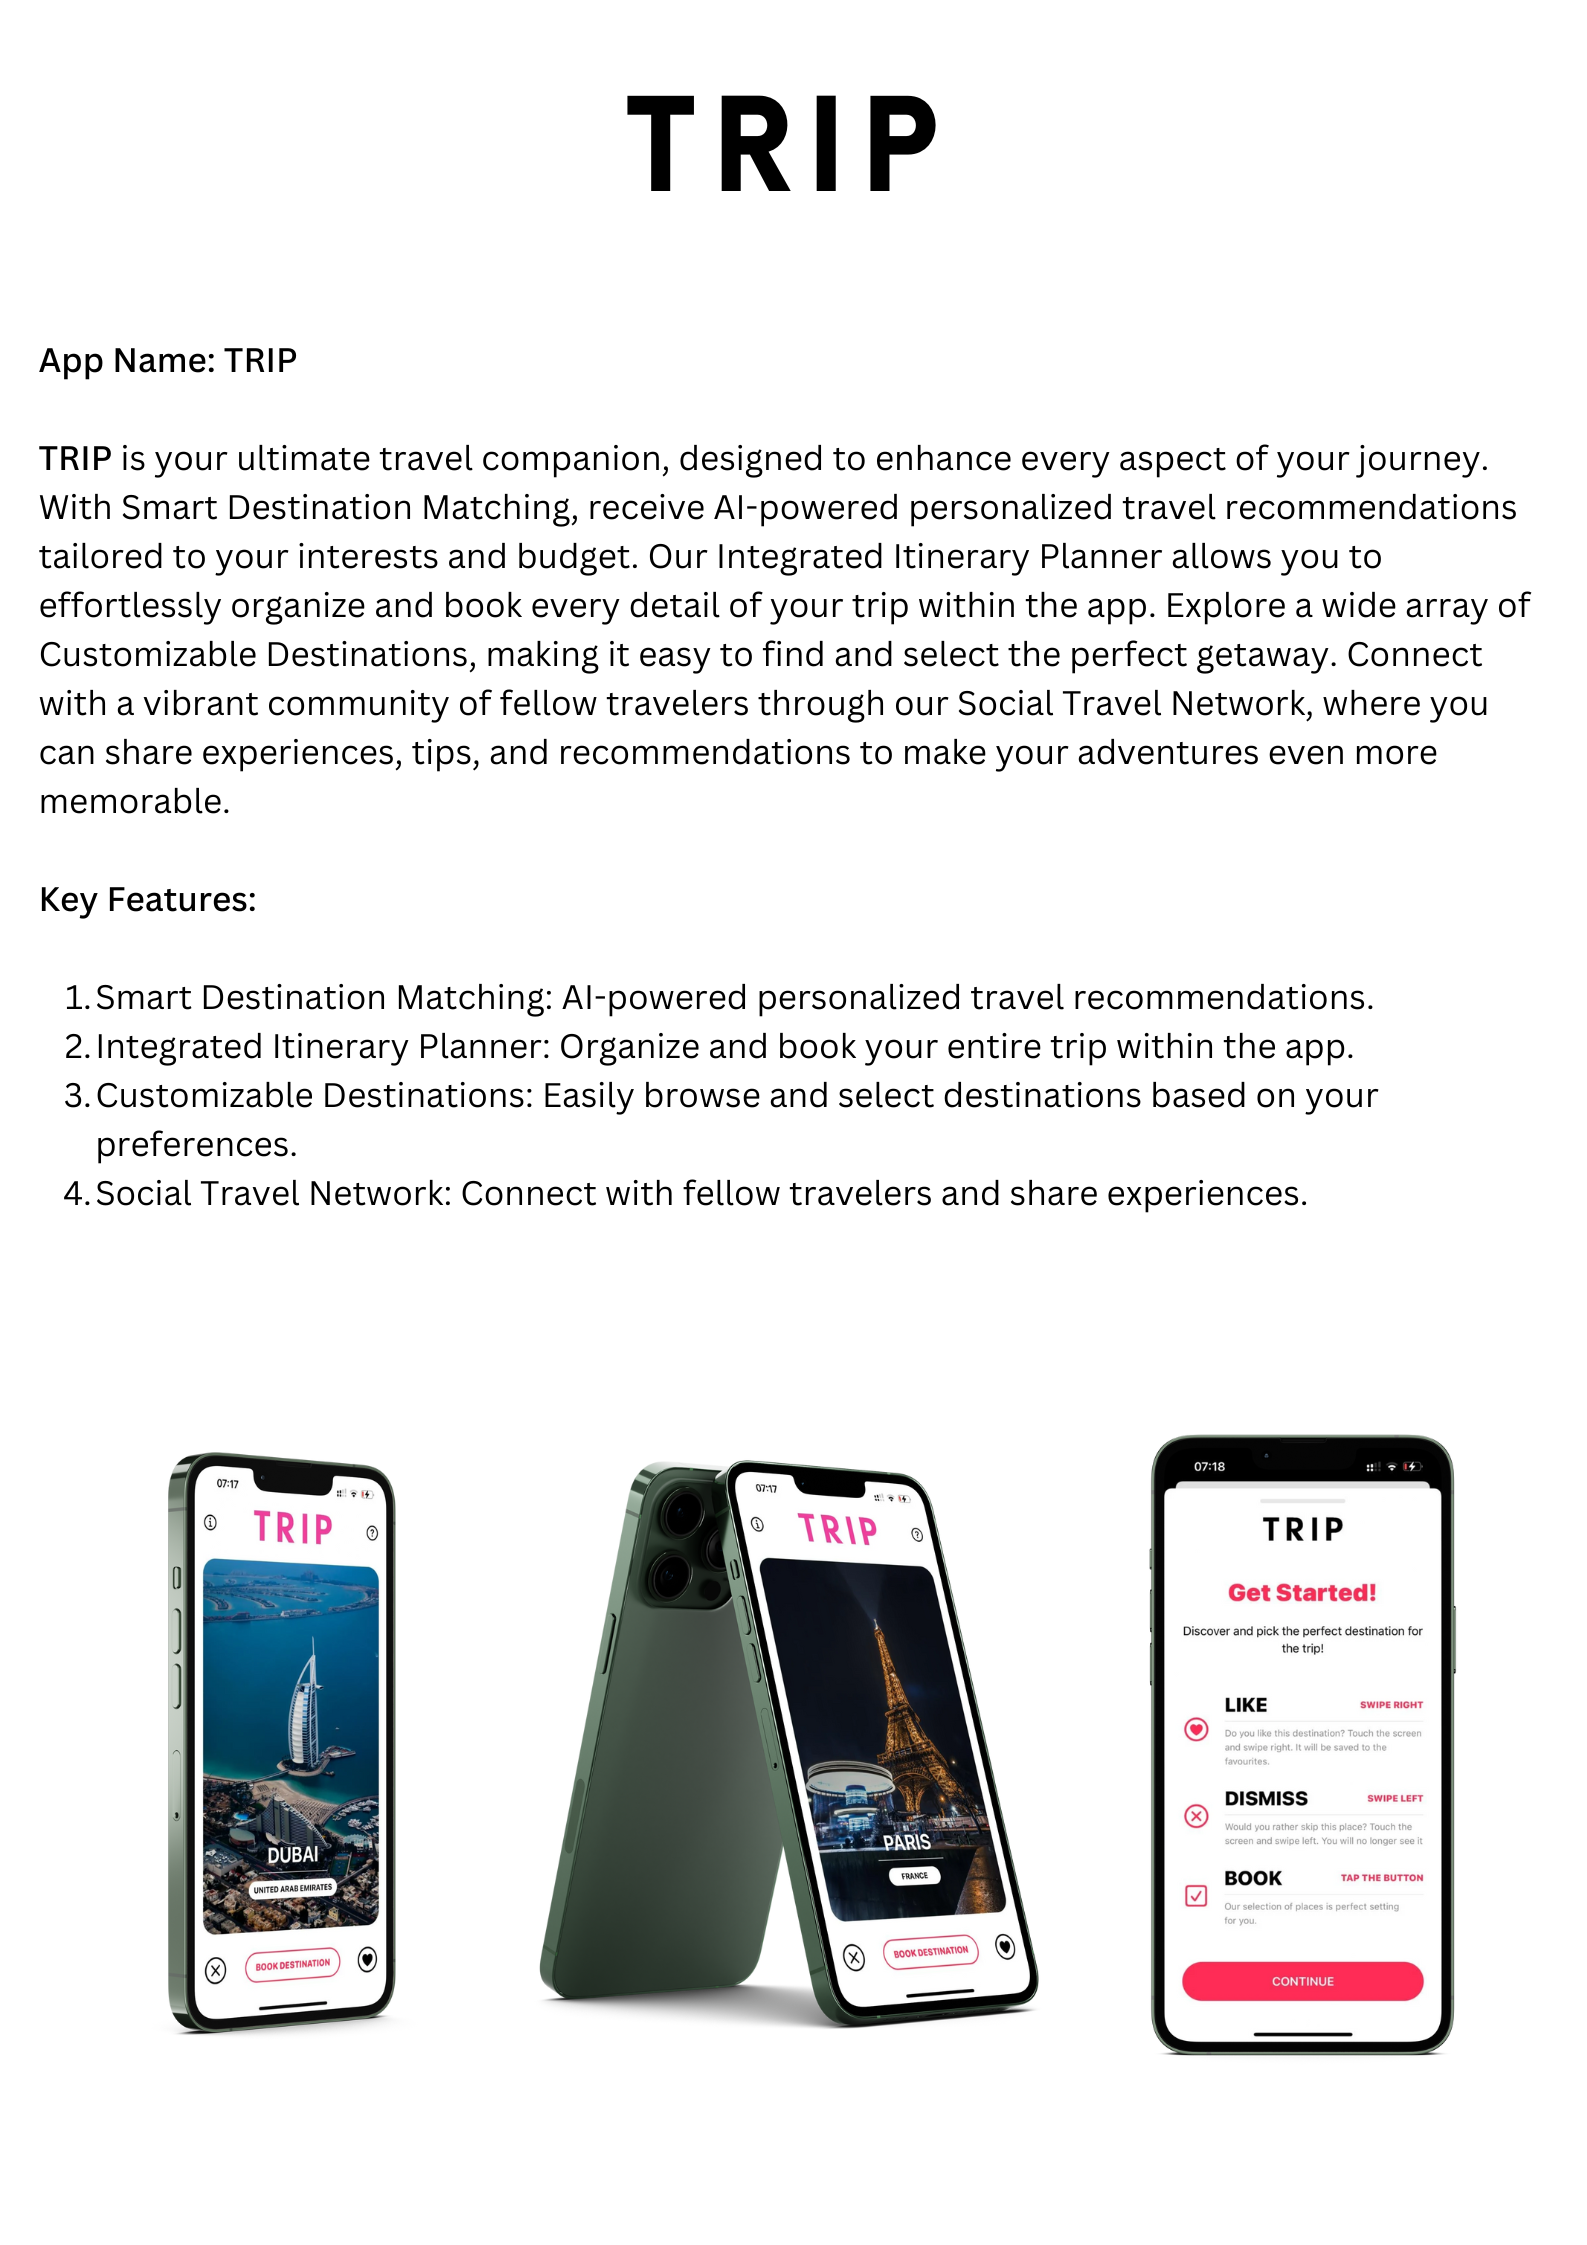 TRIP
App Name: TRIP
TRIP is your ultimate travel companion, designed to enhance every aspect of your journey.
With Smart Destination Matching, receive AI-powered personalized travel recommendations
tailored to your interests and budget. Our Integrated Itinerary Planner allows you to
effortlessly organize and book every detail of your trip within the app. Explore a wide array of
Customizable Destinations, making it easy to find and select the perfect getaway. Connect
with a vibrant community of fellow travelers through our Social Travel Network, where you
can share experiences, tips, and recommendations to make your adventures even more
memorable.
Key Features:
1. Smart Destination Matching: AI-powered personalized travel recommendations.
2. Integrated Itinerary Planner: Organize and book your entire trip within the app.
3. Customizable Destinations: Easily browse and select destinations based on your
preferences.
4. Social Travel Network: Connect with fellow travelers and share experiences.
07:17
TRIP
DUBAI
UNITED ARAB EMIRATES
BOOK DESTINATION
07:17
TRIP
PARIS
FRANCE
BOOK DESTINATION
07:18
TRIP
Get Started!
Discover and pick the perfect destination for
the trip!
LIKE SWIPE RIGHT
Do you like this destination? Touch the screen
and swipe right. It will be saved to the
favourites.
DISMISS SWIPE LEFT
Would you rather skip this place? Touch the
screen and swipe left. You will no longer see it
BOOK TAP THE BUTTON
Our selection of places is perfect setting
for you.
CONTINUE